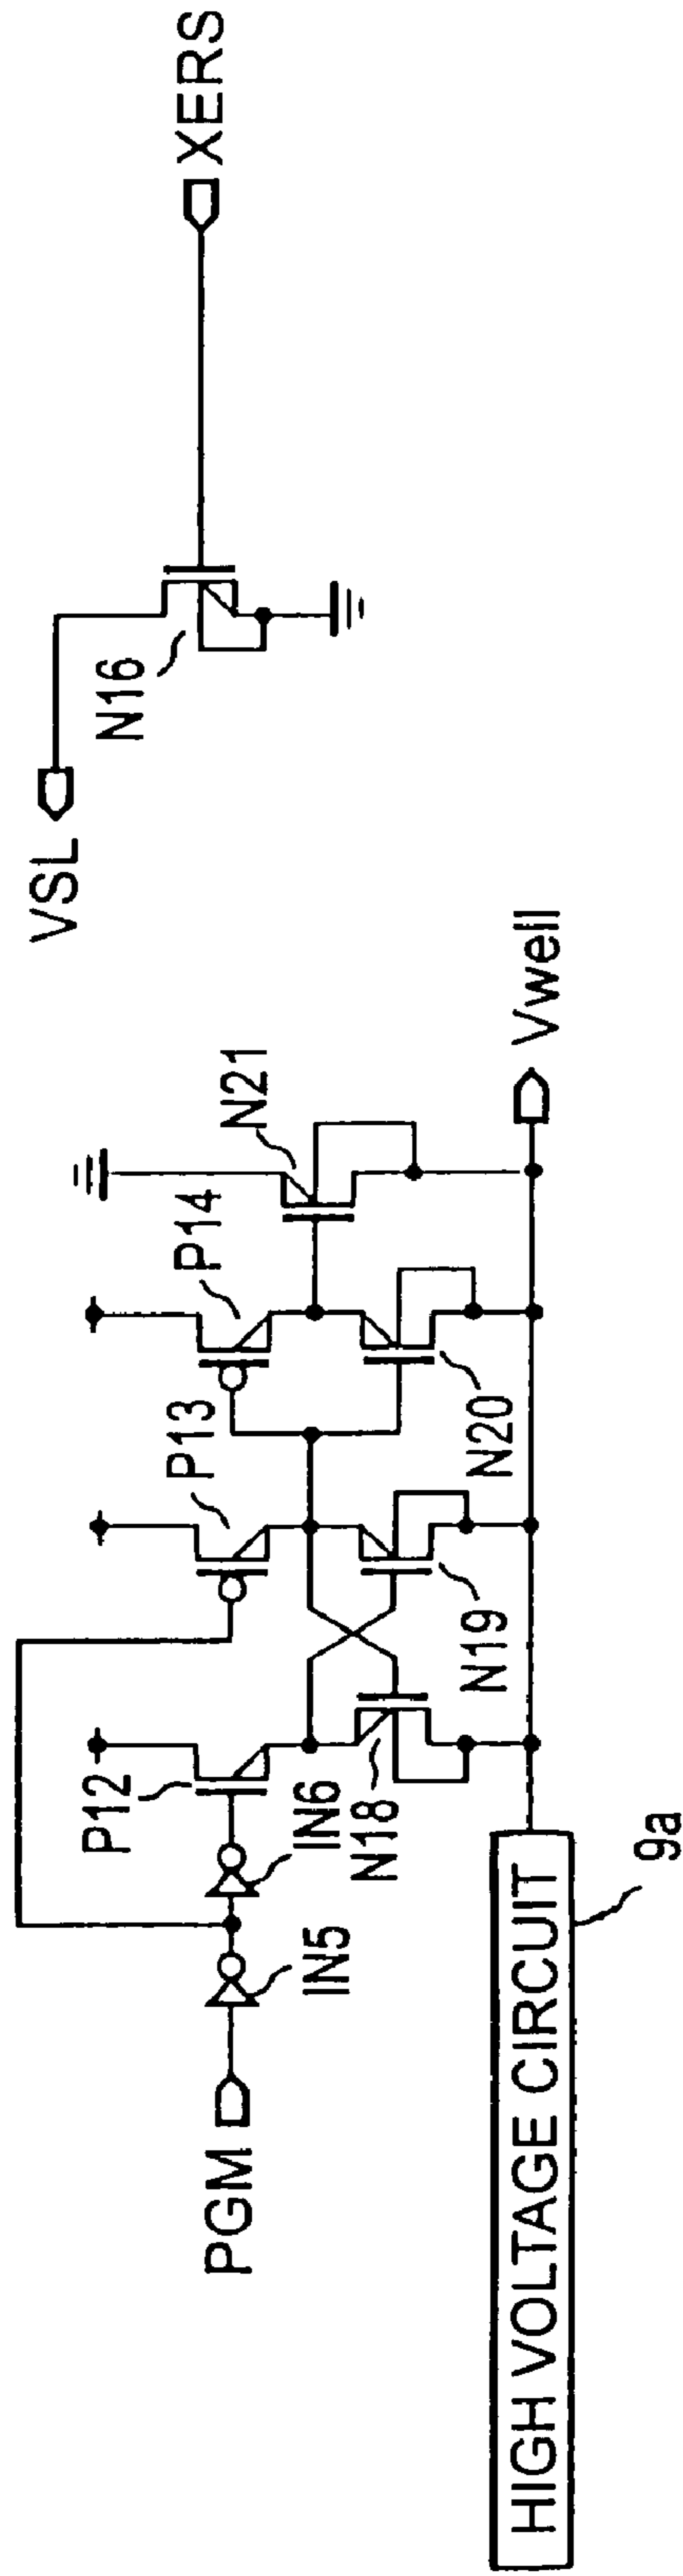 VSL
N16
XERS
P12
P13
P14
N21
PGM
IN5
IN6
N18
N19
N20
HIGH VOLTAGE CIRCUIT
Vwell
9a